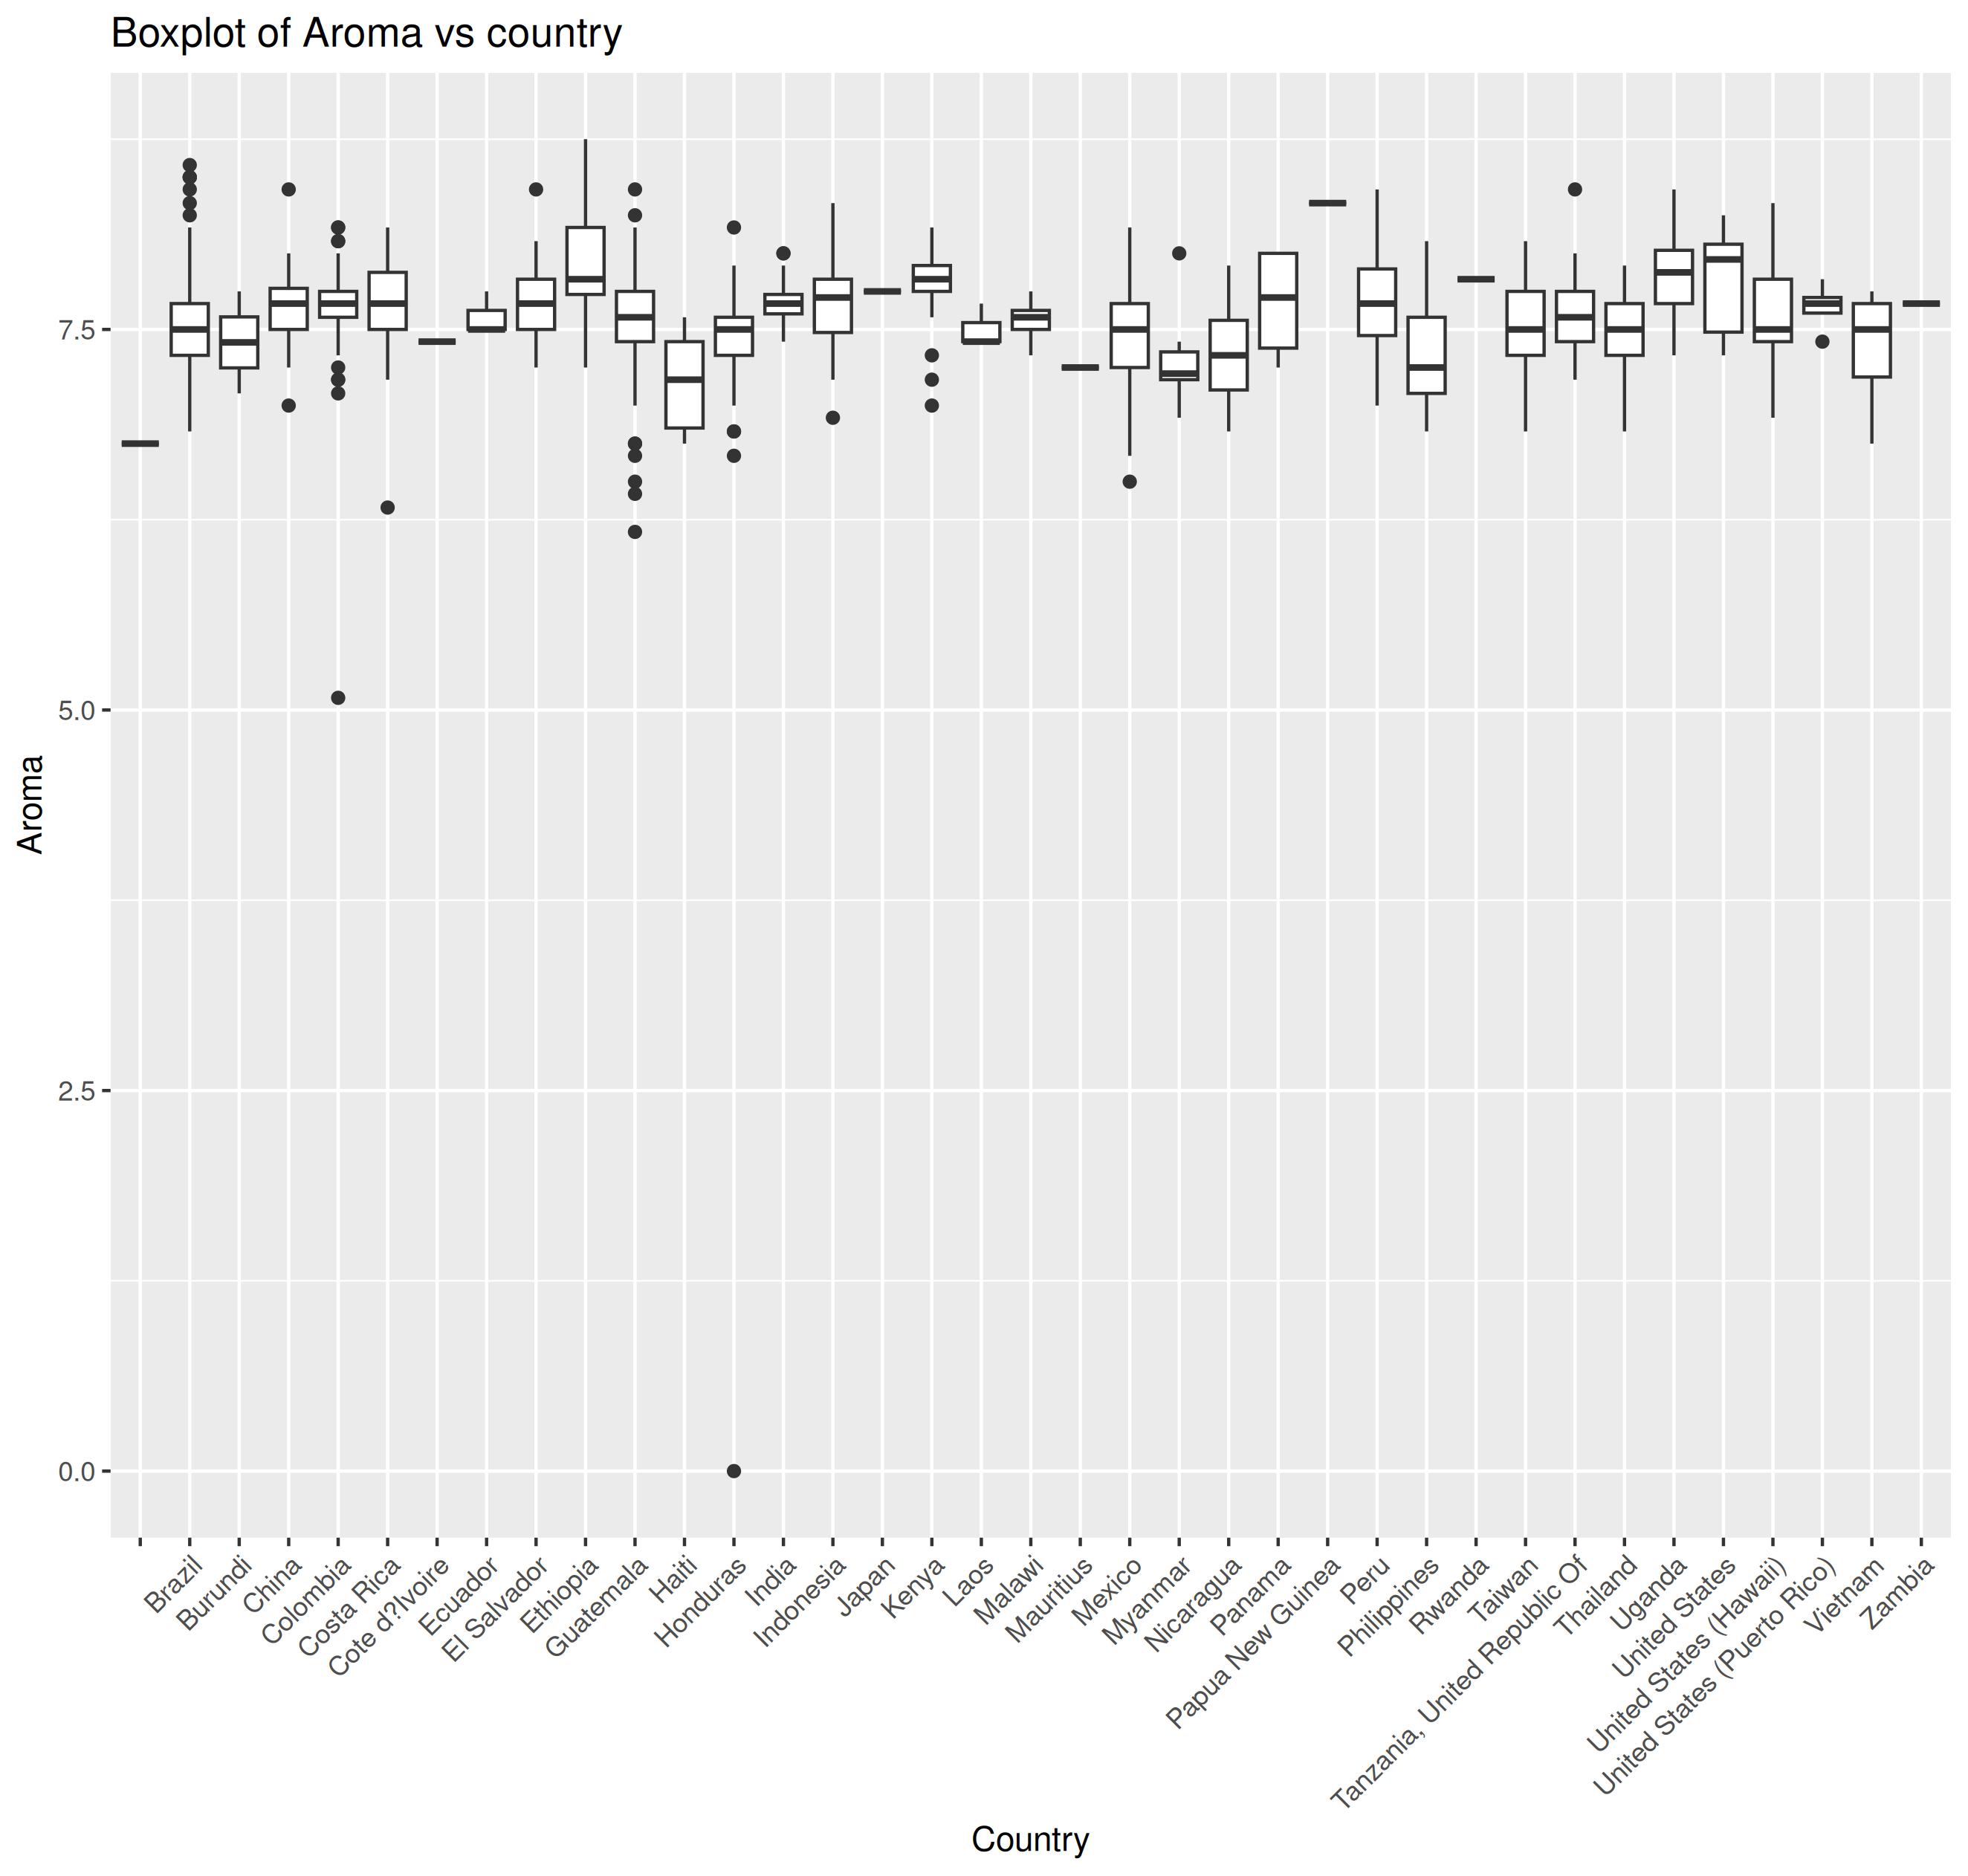 Boxplot of Aroma vs country
Aroma
7.5
5.0
2.5
0.0
Brazil
Burundi
China
Colombia
Costa Rica
Cote d?Ivoire
Ecuador
El Salvador
Ethiopia
Guatemala
Haiti
Honduras
India
Indonesia
Japan
Kenya
Laos
Malawi
Mauritius
Mexico
Myanmar
Nicaragua
Panama
Papua New Guinea
Peru
Philippines
Rwanda
Taiwan
Tanzania, United Republic Of
Thailand
Uganda
United States
United States (Hawaii)
United States (Puerto Rico)
Vietnam
Zambia
Country